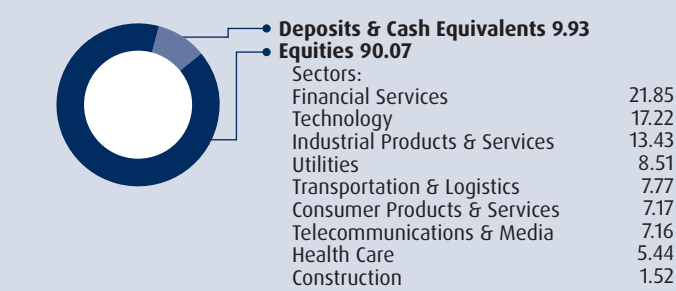 Deposits & Cash Equivalents 9.93
Equities 90.07
Sectors:
Financial Services 21.85
Technology 17.22
Industrial Products & Services 13.43
Utilities 8.51
Transportation & Logistics 7.77
Consumer Products & Services 7.17
Telecommunications & Media 7.16
Health Care 5.44
Construction 1.52